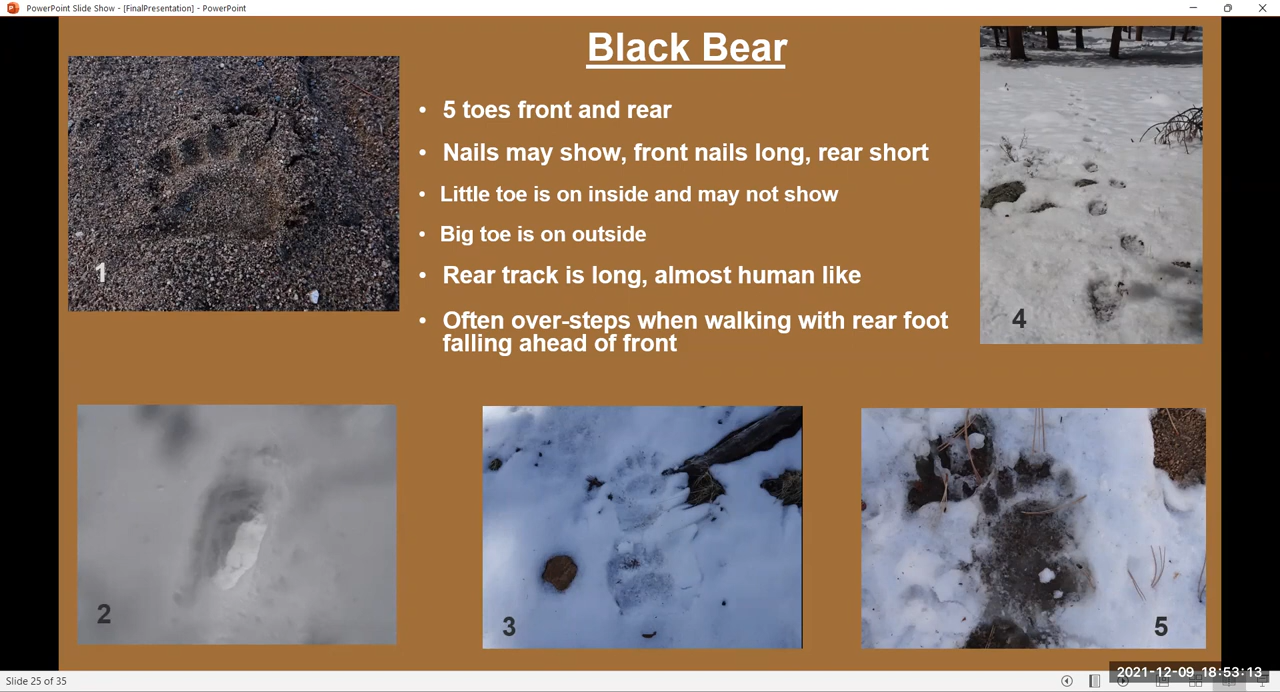 PowerPoint Slide Show - [FinalPresentation] - PowerPoint
Black Bear
• 5 toes front and rear
• Nails may show, front nails long, rear short
• Little toe is on inside and may not show
• Big toe is on outside
• Rear track is long, almost human like
• Often over-steps when walking with rear foot
falling ahead of front
1
4
2
3
5
2021-12-09 18:53:13
Slide 25 of 35